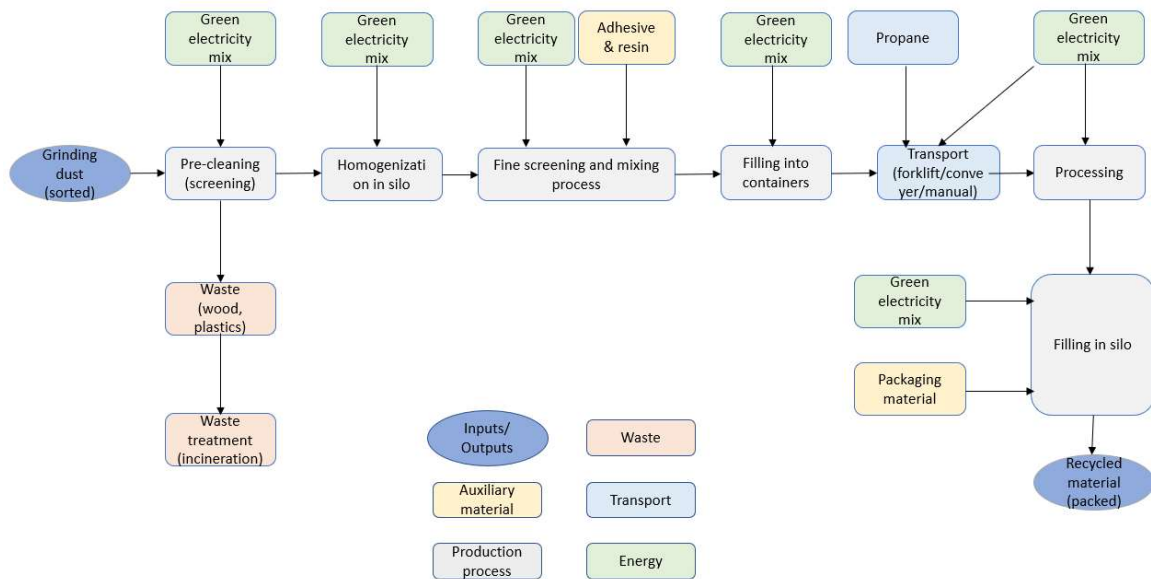 Green
electricity
mix
Green
electricity
mix
Green
electricity
mix
Adhesive
& resin
Green
electricity
mix
Propane
Green
electricity
mix
Grinding
dust
(sorted)
Pre-cleaning
(screening)
Homogenizati
on in silo
Fine screening and mixing
process
Filling into
containers
Transport
(forklift/conve
yer/manual)
Processing
Waste
(wood,
plastics)
Green
electricity
mix
Filling in silo
Packaging
material
Waste
treatment
(incineration)
Inputs/
Outputs
Waste
Recycled
material
(packed)
Auxiliary
material
Transport
Production
process
Energy